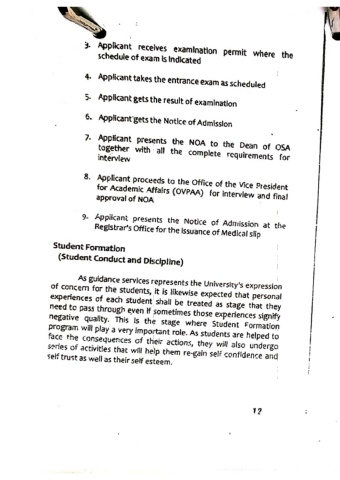 3. Applicant receives examination permit where the
schedule of exam is indicated
4. Applicant takes the entrance exam as scheduled
5. Applicant gets the result of examination
6. Applicant gets the Notice of Admission
7. Applicant presents the NOA to the Dean of OSA
together with all the complete requirements for
interview
8. Applicant proceeds to the Office of the Vice President
for Academic Affairs (OVPAA) for interview and final
approval of NOA
9. Applicant presents the Notice of Admission at the
Registrar's Office for the issuance of Medical slip
Student Formation
(Student Conduct and Discipline)
As guidance services represents the University's expression
of concern for the students, it is likewise expected that personal
experiences of each student shall be treated as stage that they
need to pass through even if sometimes those experiences signify
negative quality. This is the stage where Student Formation
program will play a very important role. As students are helped to
face the consequences of their actions, they will also undergo
series of activities that will help them re-gain self confidence and
self trust as well as their self esteem.
12